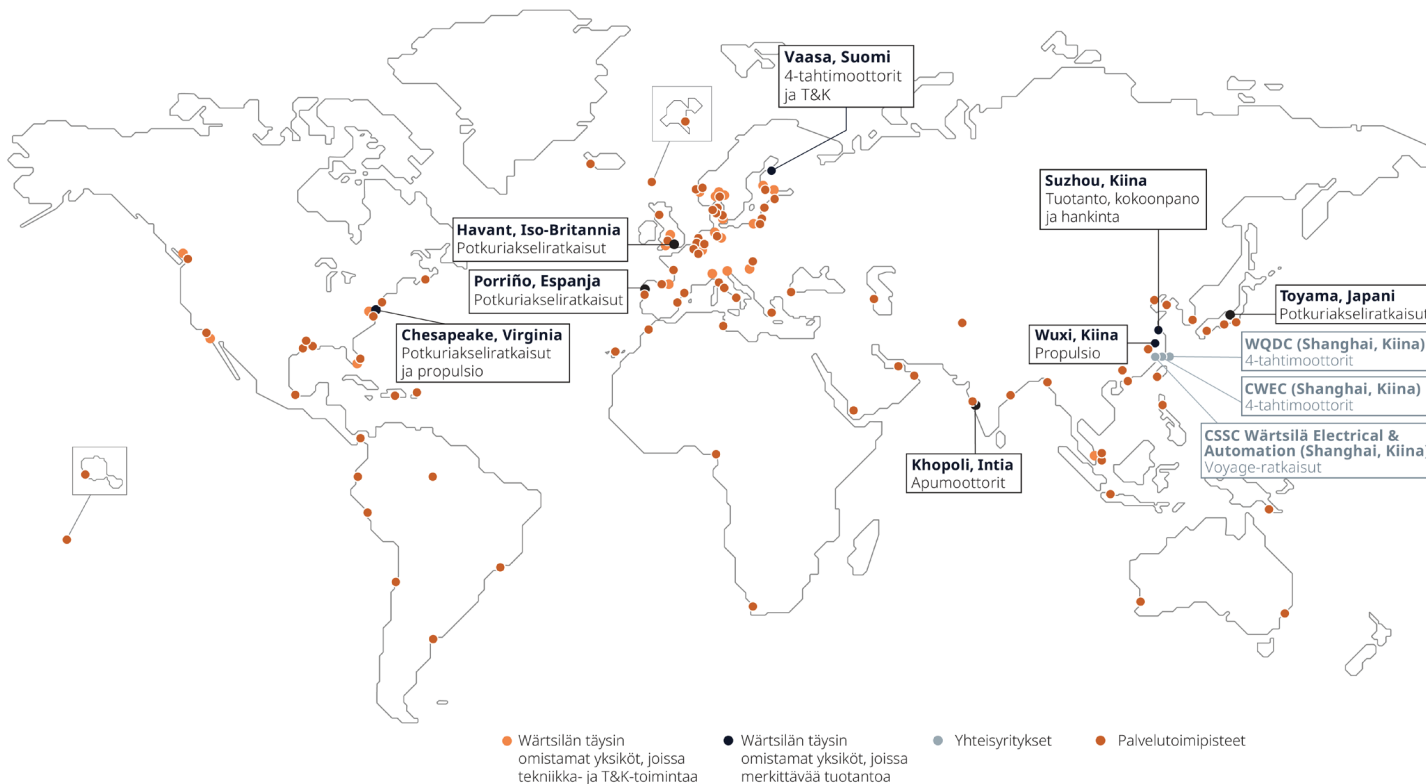 Vaasa, Suomi
4-tahtimoottorit
ja T&K
Suzhou, Kiina
Tuotanto, kokoonpano
ja hankinta
Havant, Iso-Britannia
Potkuriakseliratkaisut
Porriño, Espanja
Potkuriakseliratkaisut
Chesapeake, Virginia
Potkuriakseliratkaisut
ja propulsio
Toyama, Japani
Potkuriakseliratkaisut
Wuxi, Kiina
Propulsio
WQDC (Shanghai, Kiina)
4-tahtimoottorit
CWEC (Shanghai, Kiina)
4-tahtimoottorit
CSSC Wärtsilä Electrical &
Automation (Shanghai, Kiina)
Voyage-ratkaisut
Khopoli, Intia
Apumoottorit
Wärtsilän täysin
omistamat yksiköt, joissa
tekniikka- ja T&K-toimintaa
Wärtsilän täysin
omistamat yksiköt, joissa
merkittävää tuotantoa
Yhteisyritykset
Palvelutoimipisteet